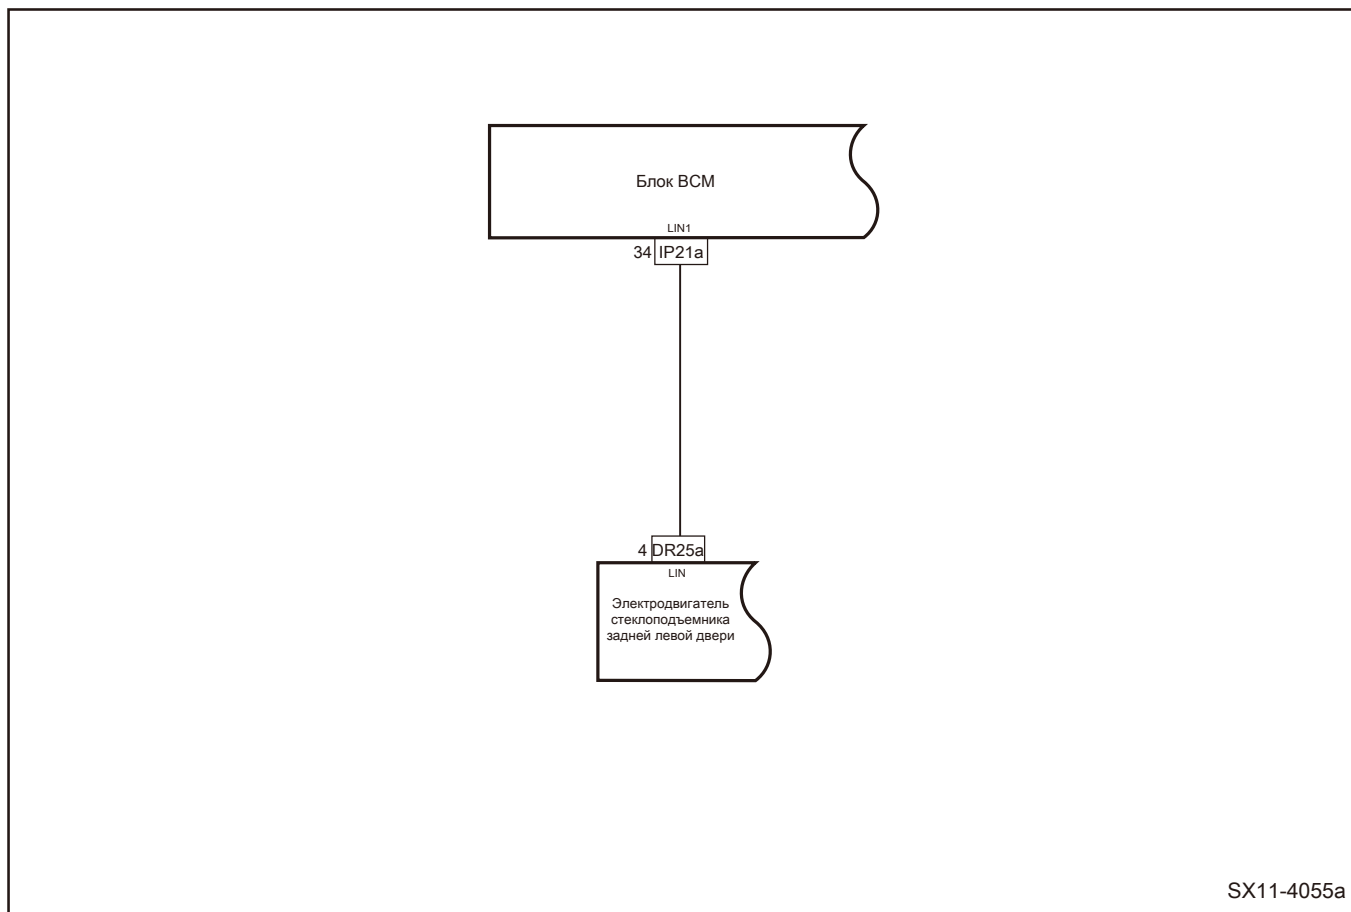 Блок BCM
LIN1
34 IP21a
4 DR25a
LIN
Электродвигатель
стеклоподъемника
задней левой двери
SX11-4055a